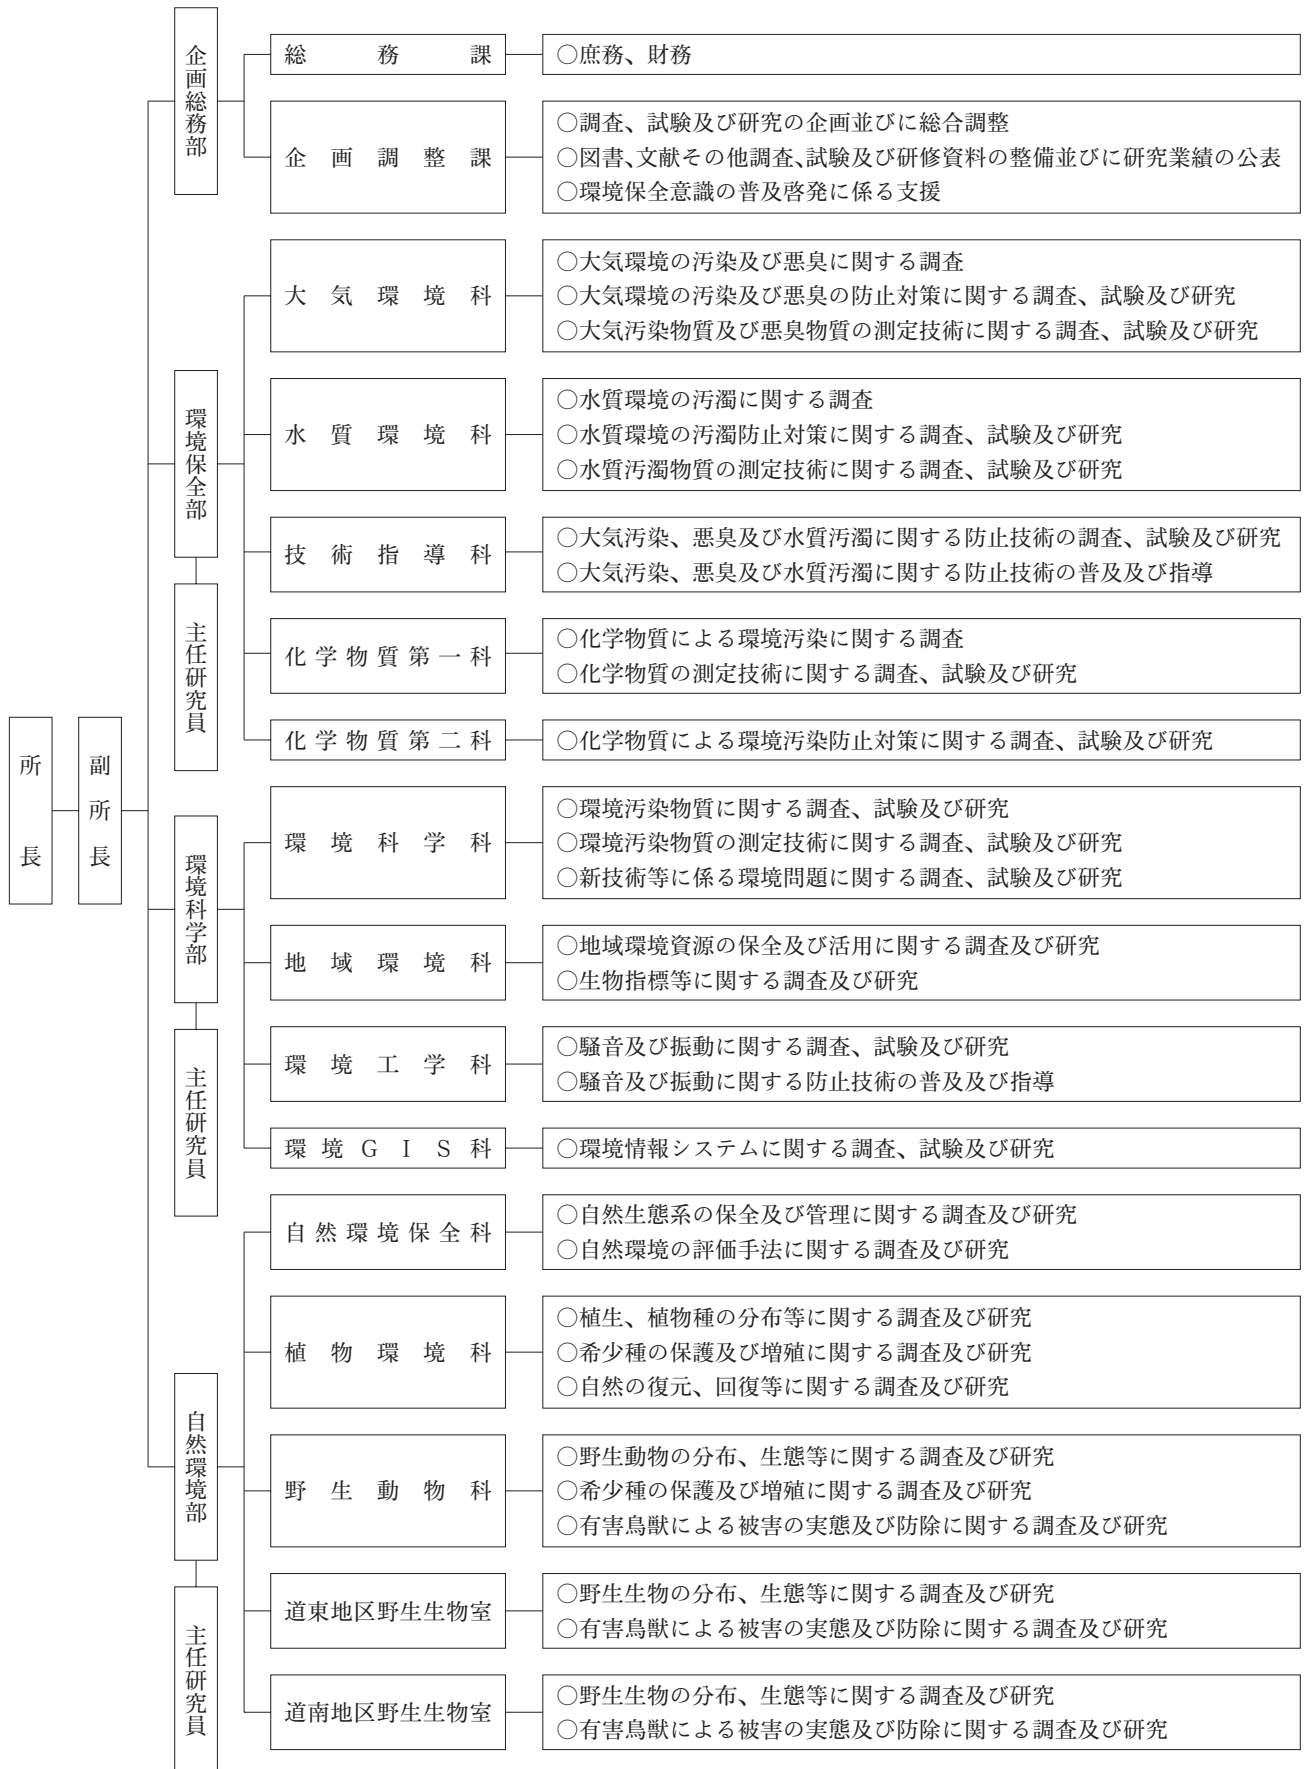 所長
副所長
企画総務部
総務課
○庶務、財務
企画調整課
○調査、試験及び研究の企画並びに総合調整
○図書、文献その他調査、試験及び研修資料の整備並びに研究業績の公表
○環境保全意識の普及啓発に係る支援
環境保全部
主任研究員
大気環境科
○大気環境の汚染及び悪臭に関する調査
○大気環境の汚染及び悪臭の防止対策に関する調査、試験及び研究
○大気汚染物質及び悪臭物質の測定技術に関する調査、試験及び研究
水質環境科
○水質環境の汚濁に関する調査
○水質環境の汚濁防止対策に関する調査、試験及び研究
○水質汚濁物質の測定技術に関する調査、試験及び研究
技術指導科
○大気汚染、悪臭及び水質汚濁に関する防止技術の調査、試験及び研究
○大気汚染、悪臭及び水質汚濁に関する防止技術の普及及び指導
化学物質第一科
○化学物質による環境汚染に関する調査
○化学物質の測定技術に関する調査、試験及び研究
化学物質第二科
○化学物質による環境汚染防止対策に関する調査、試験及び研究
環境科学部
主任研究員
環境科学科
○環境汚染物質に関する調査、試験及び研究
○環境汚染物質の測定技術に関する調査、試験及び研究
○新技術等に係る環境問題に関する調査、試験及び研究
地域環境科
○地域環境資源の保全及び活用に関する調査及び研究
○生物指標等に関する調査及び研究
環境工学科
○騒音及び振動に関する調査、試験及び研究
○騒音及び振動に関する防止技術の普及及び指導
環境GIS科
○環境情報システムに関する調査、試験及び研究
自然環境部
主任研究員
自然環境保全科
○自然生態系の保全及び管理に関する調査及び研究
○自然環境の評価手法に関する調査及び研究
植物環境科
○植生、植物種の分布等に関する調査及び研究
○希少種の保護及び増殖に関する調査及び研究
○自然の復元、回復等に関する調査及び研究
野生動物科
○野生動物の分布、生態等に関する調査及び研究
○希少種の保護及び増殖に関する調査及び研究
○有害鳥獣による被害の実態及び防除に関する調査及び研究
道東地区野生生物室
○野生生物の分布、生態等に関する調査及び研究
○有害鳥獣による被害の実態及び防除に関する調査及び研究
道南地区野生生物室
○野生生物の分布、生態等に関する調査及び研究
○有害鳥獣による被害の実態及び防除に関する調査及び研究